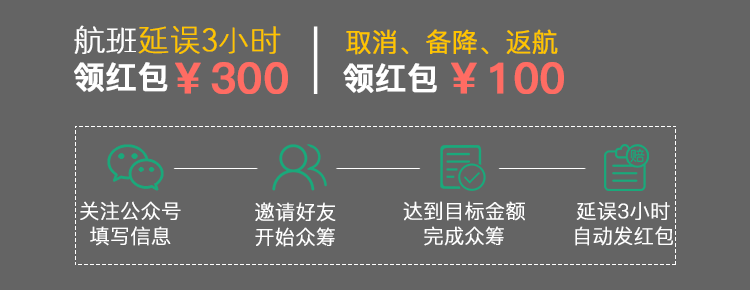 航班延误3小时
领红包￥300
取消、备降、返航
领红包￥100
赔
关注公众号
填写信息
邀请好友
开始众筹
达到目标金额
完成众筹
延误3小时
自动发红包